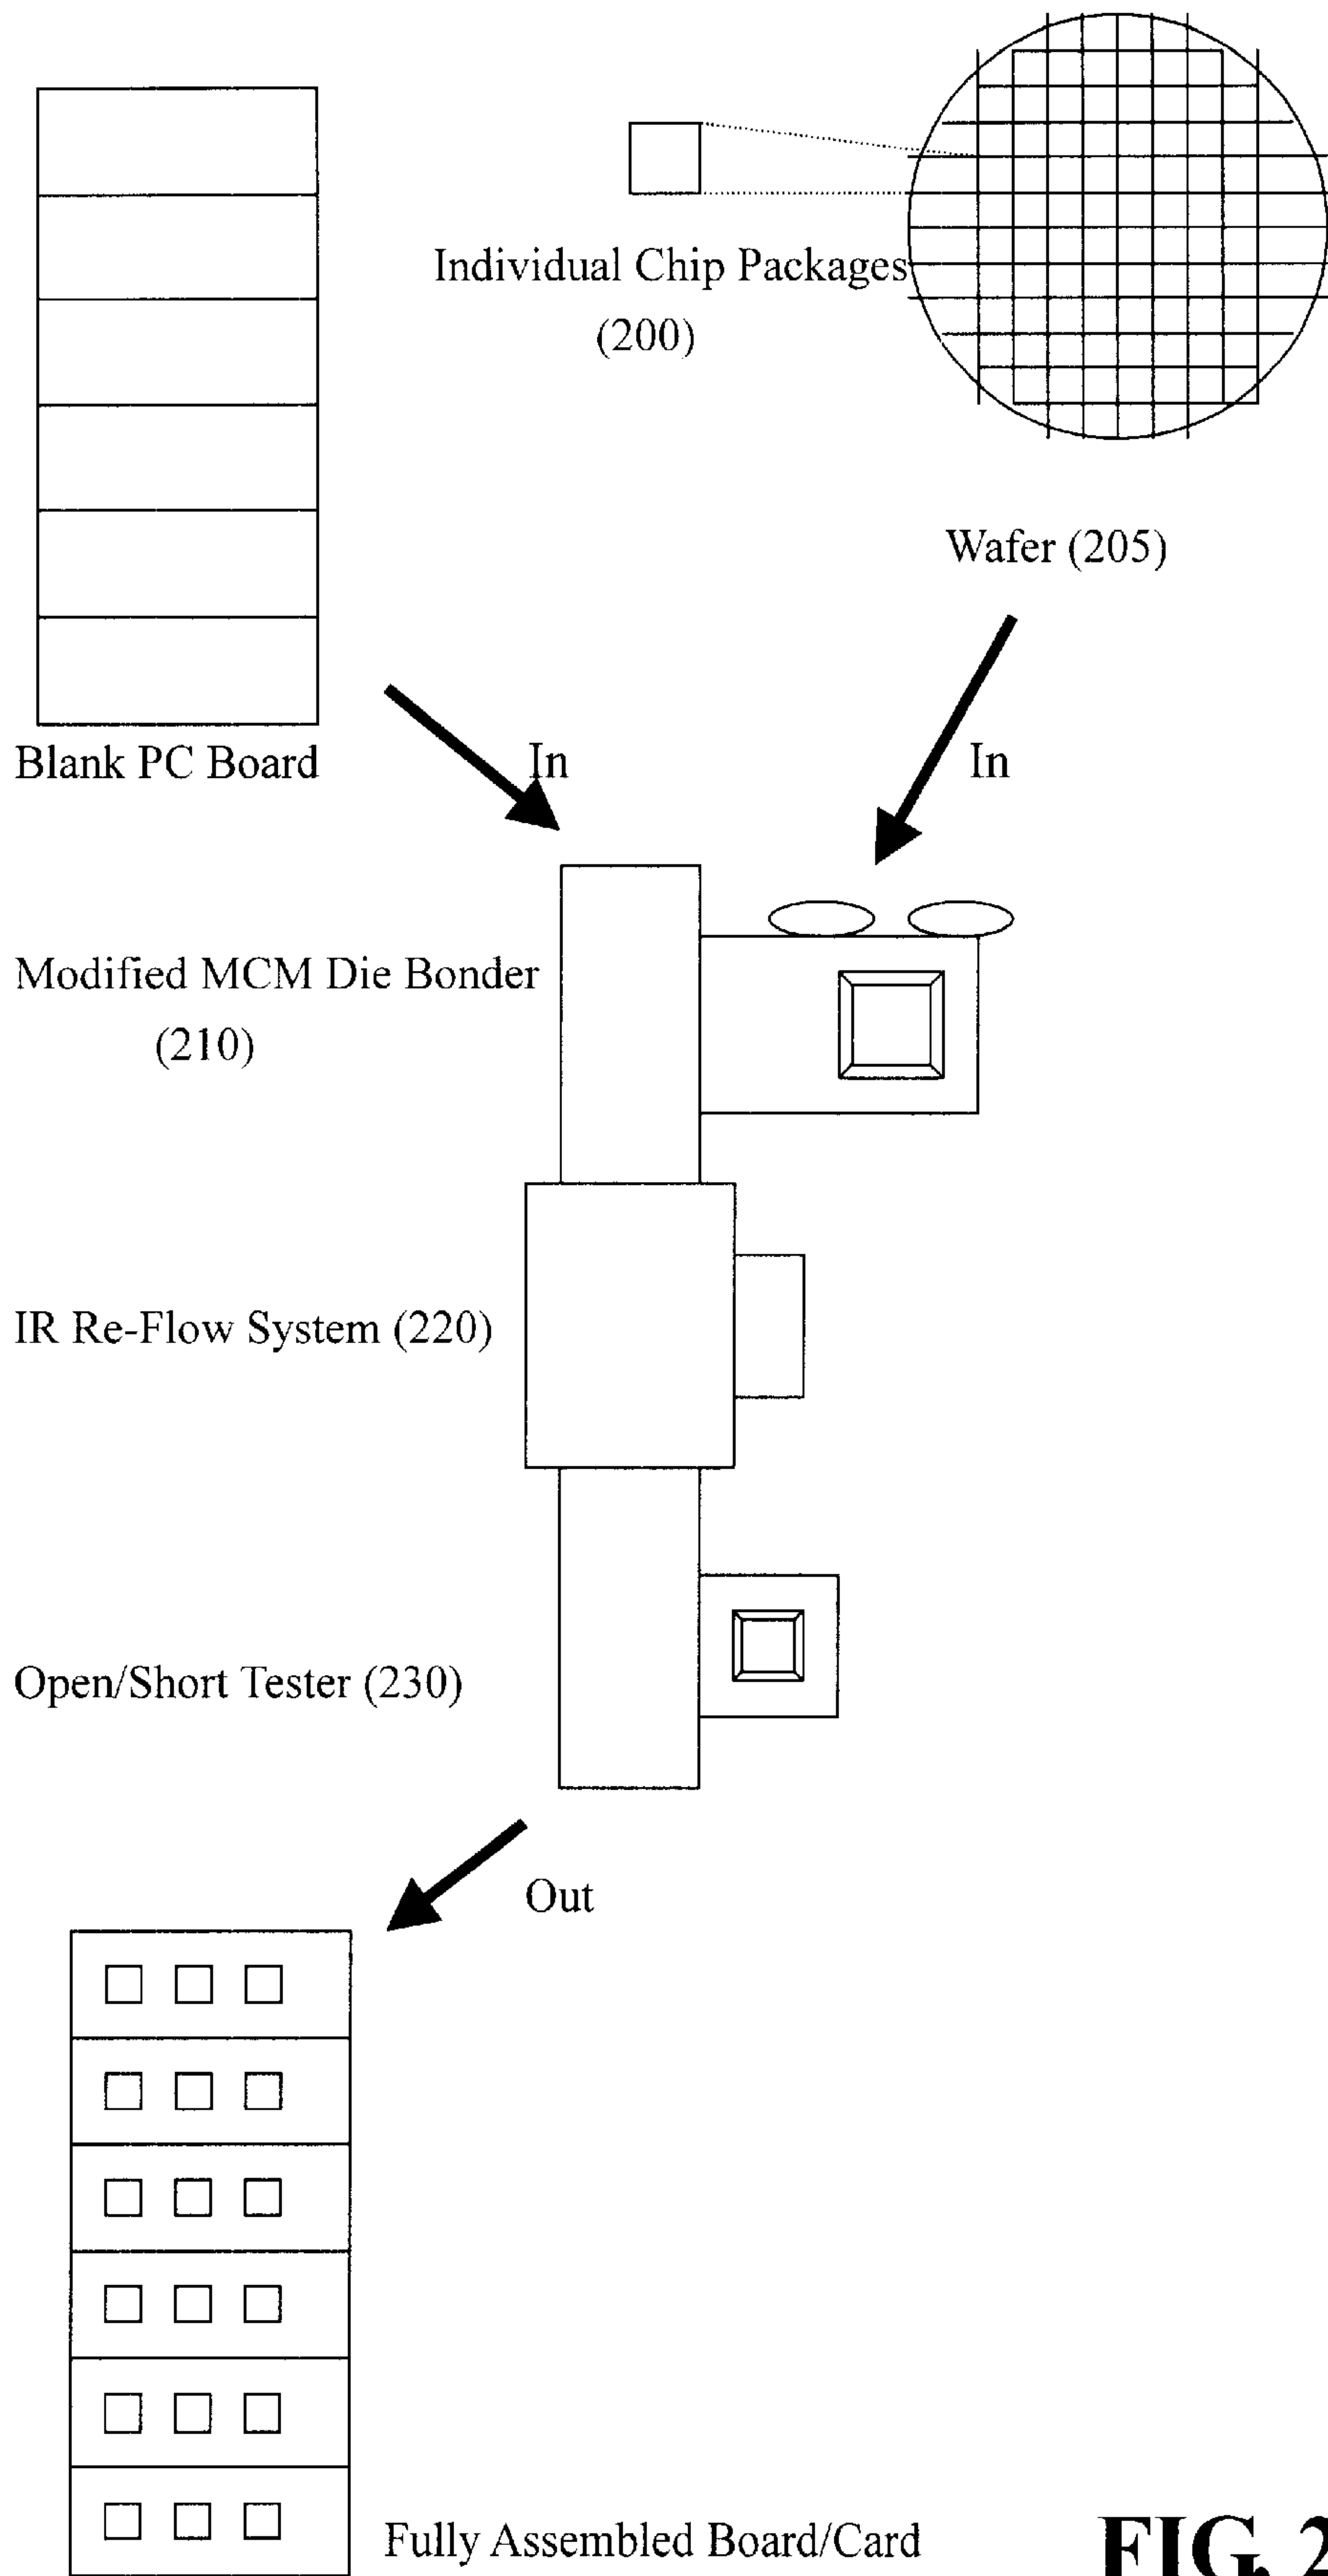 Individual Chip Packages
(200)
Wafer (205)
Blank PC Board
In
In
Modified MCM Die Bonder
(210)
IR Re-Flow System (220)
Open/Short Tester (230)
Out
Fully Assembled Board/Card
FIG. 2